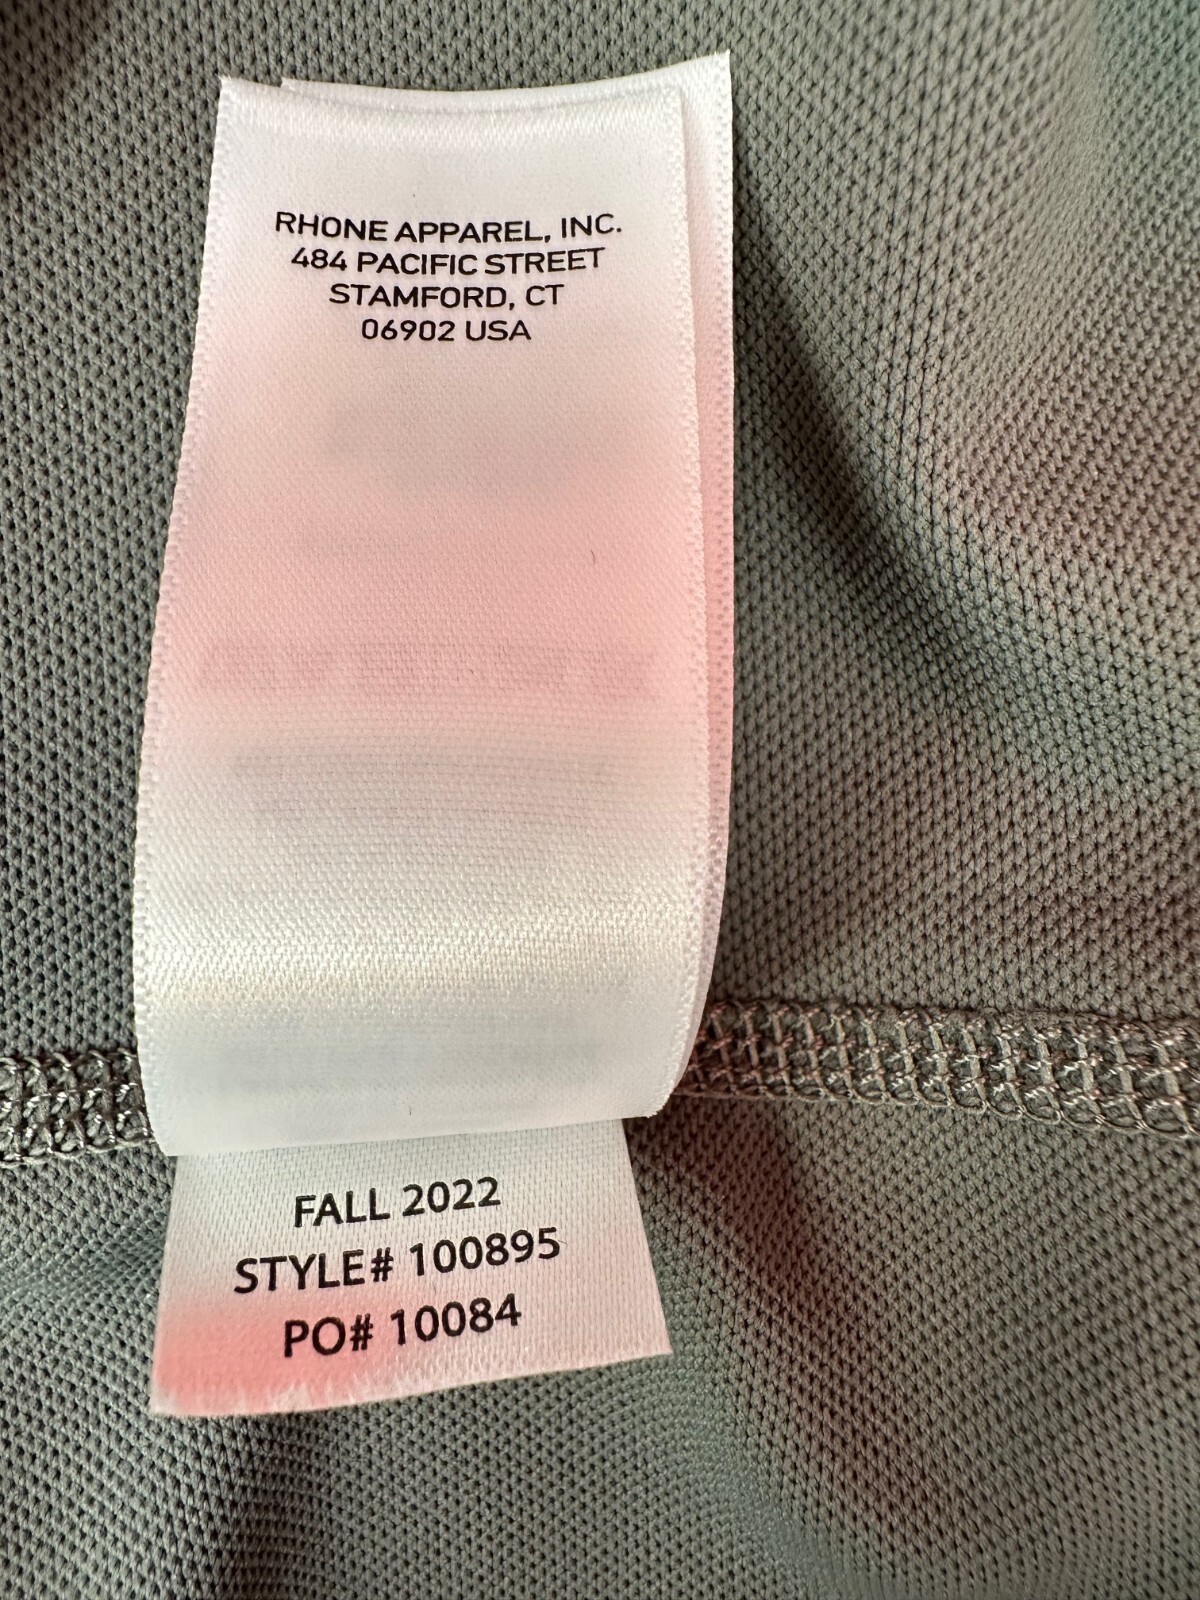 RHONE APPAREL, INC.
484 PACIFIC STREET
STAMFORD, CT
06902 USA
FALL 2022
STYLE# 100895
PO# 10084